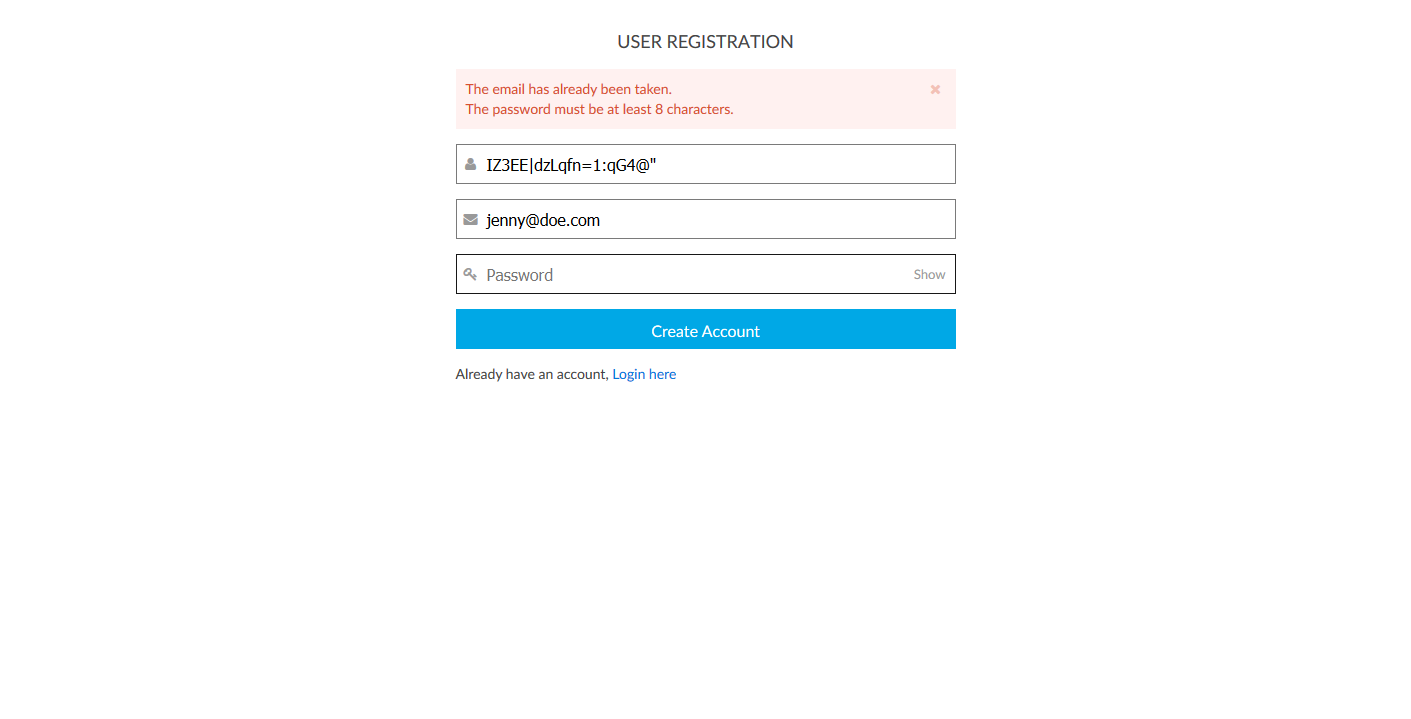 USER REGISTRATION
The email has already been taken.
The password must be at least 8 characters.
IZ3EE|dzLqfn=1:qG4@"
jenny@doe.com
Password Show
Create Account
Already have an account, Login here